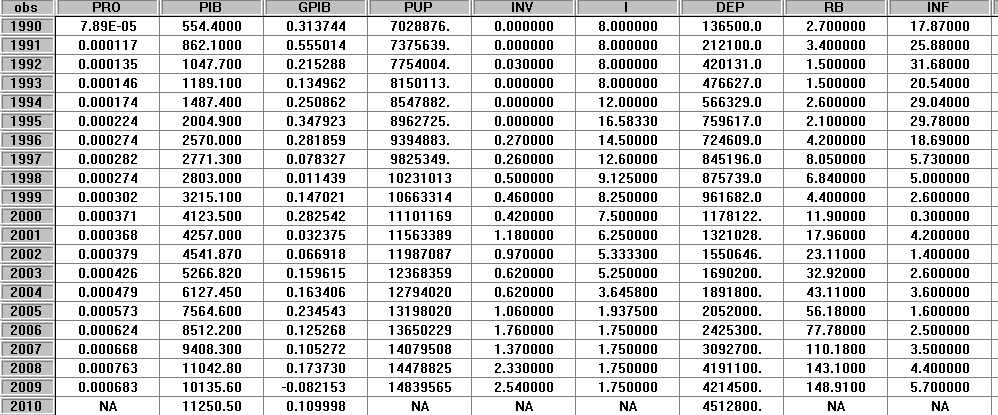 obs PRO PIB GPIB PUP INV I DEP RB INF
1990 7.89E-05 554.4000 0.313744 7028876. 0.000000 8.000000 136500.0 2.700000 17.87000
1991 0.000117 862.1000 0.555014 7375639. 0.000000 8.000000 212100.0 3.400000 25.88000
1992 0.000135 1047.700 0.215288 7754004. 0.030000 8.000000 420131.0 1.500000 31.68000
1993 0.000146 1189.100 0.134962 8150113. 0.000000 8.000000 476627.0 1.500000 20.54000
1994 0.000174 1487.400 0.250862 8547882. 0.000000 12.00000 566329.0 2.600000 29.04000
1995 0.000224 2004.900 0.347923 8962725. 0.000000 16.58330 759617.0 2.100000 29.78000
1996 0.000274 2570.000 0.281859 9394883. 0.270000 14.50000 724609.0 4.200000 18.69000
1997 0.000282 2771.300 0.078327 9825349. 0.260000 12.60000 845196.0 8.050000 5.730000
1998 0.000274 2803.000 0.011439 10231013 0.500000 9.125000 875739.0 6.840000 5.000000
1999 0.000302 3215.100 0.147021 10663314 0.460000 8.250000 961682.0 4.400000 2.600000
2000 0.000371 4123.500 0.282542 11101169 0.420000 7.500000 1178122. 11.90000 0.300000
2001 0.000368 4257.000 0.032375 11563389 1.180000 6.250000 1321028. 17.96000 4.200000
2002 0.000379 4541.870 0.066918 11987087 0.970000 5.333300 1550646. 23.11000 1.400000
2003 0.000426 5266.820 0.159615 12368359 0.620000 5.250000 1690200. 32.92000 2.600000
2004 0.000479 6127.450 0.163406 12794020 0.620000 3.645800 1891800. 43.11000 3.600000
2005 0.000573 7564.600 0.234543 13198020 1.060000 1.937500 2052000. 56.18000 1.600000
2006 0.000624 8512.200 0.125268 13650229 1.760000 1.750000 2425300. 77.78000 2.500000
2007 0.000668 9408.300 0.105272 14079508 1.370000 1.750000 3092700. 110.1800 3.500000
2008 0.000763 11042.80 0.173730 14478825 2.330000 1.750000 4191100. 143.1000 4.400000
2009 0.000683 10135.60 -0.082153 14839565 2.540000 1.750000 4214500. 148.9100 5.700000
2010 NA 11250.50 0.109998 NA NA NA 4512800. NA NA